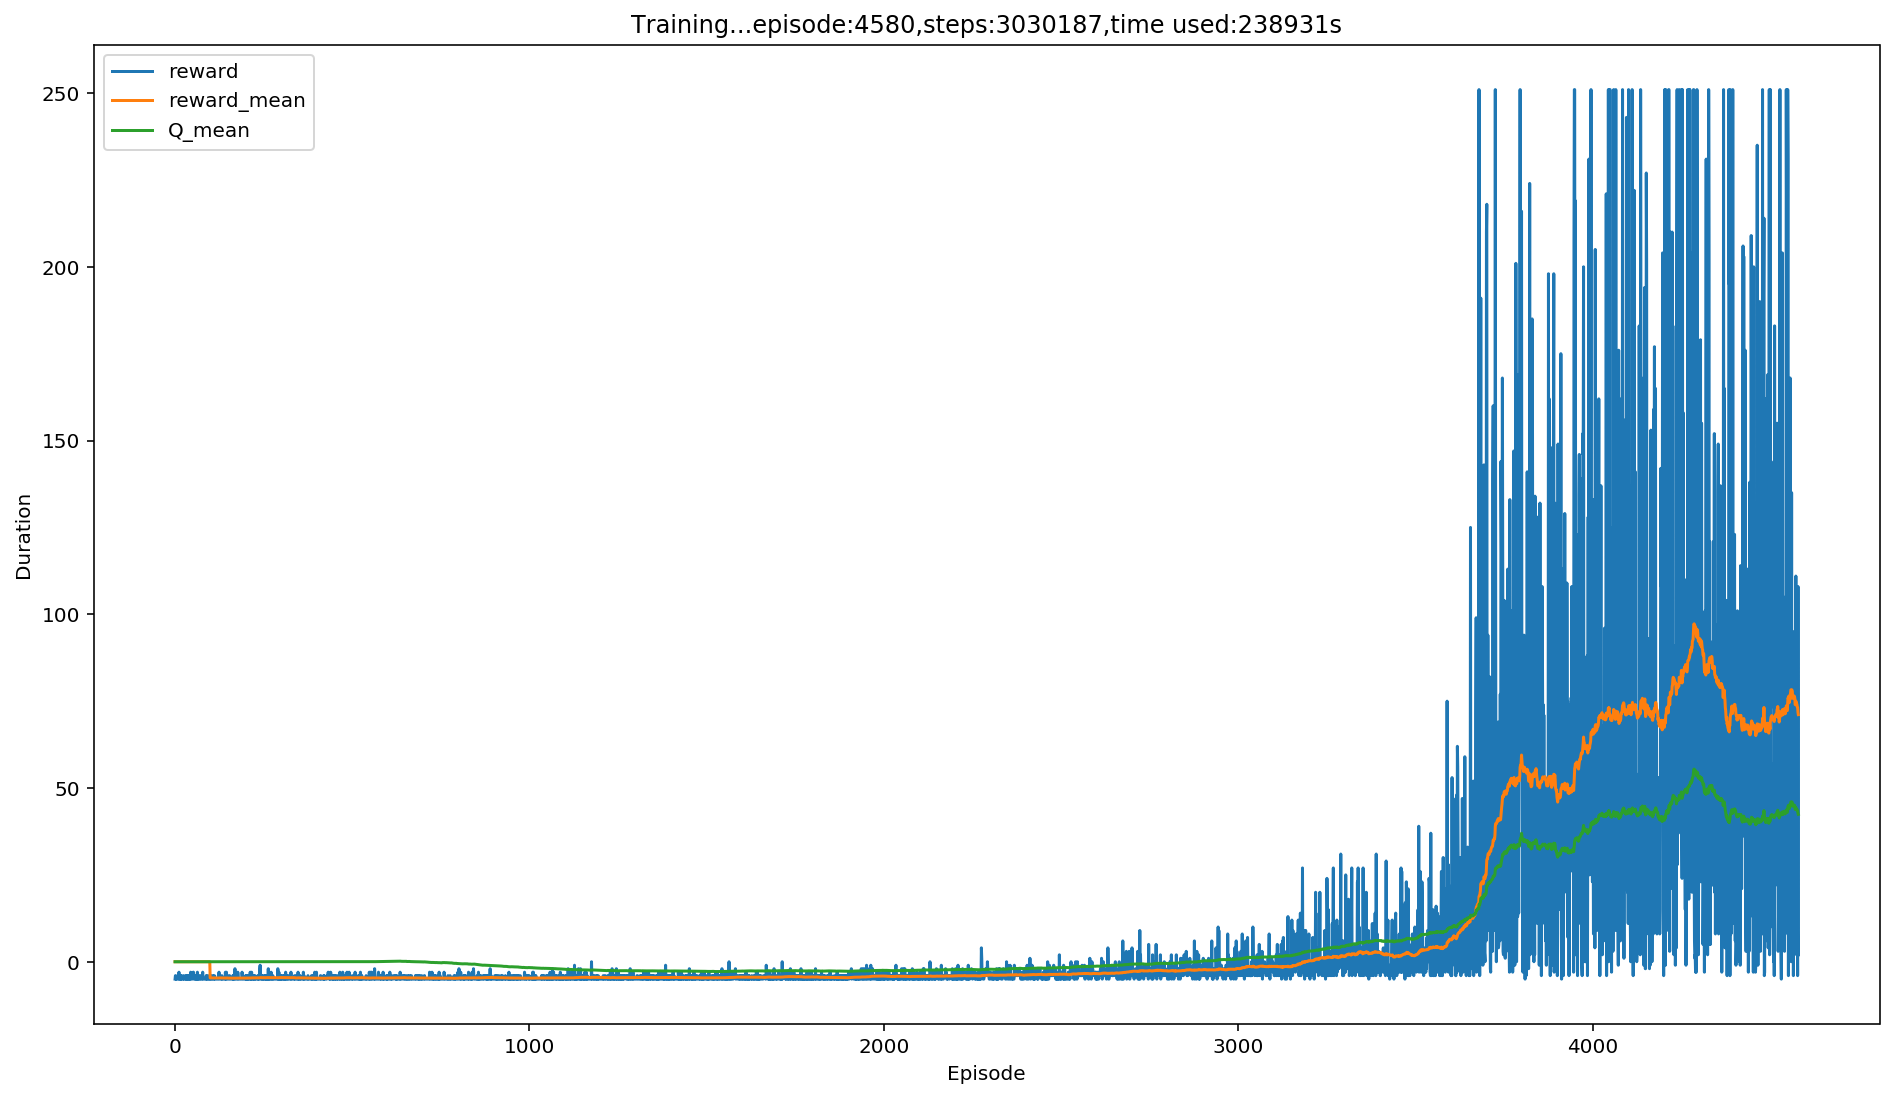 Training...episode:4580,steps:3030187,time used:238931s
reward
reward_mean
Q_mean
250
200
150
100
50
0
Duration
0 1000 2000 3000 4000
Episode